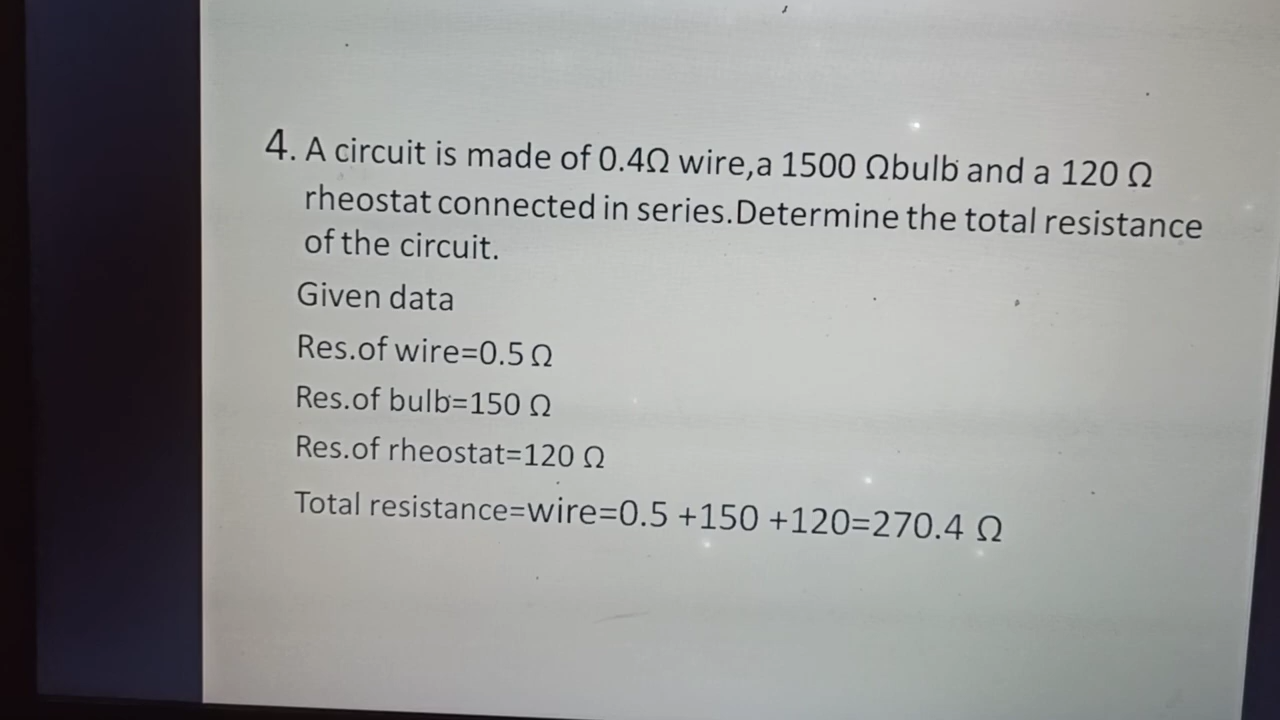 4. A circuit is made of 0.4Ω wire,a 1500 Ωbulb and a 120 Ω
rheostat connected in series.Determine the total resistance
of the circuit.
Given data
Res.of wire=0.5 Ω
Res.of bulb=150 Ω
Res.of rheostat=120 Ω
Total resistance=wire=0.5 +150 +120=270.4 Ω